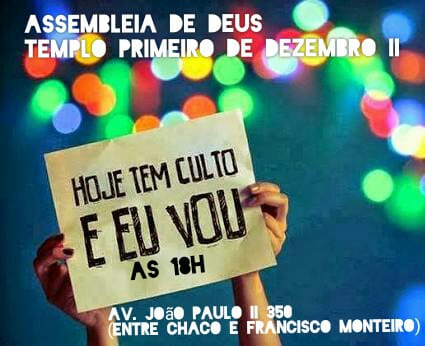 ASSEMBLEIA DE DEUS
TEMPLO PRIMEIRO DE DEZEMBRO II
HOJE TEM CULTO
E EU VOU
AS 18H
AV. JOÃO PAULO II 350
(ENTRE CHACO E FRANCISCO MONTEIRO)